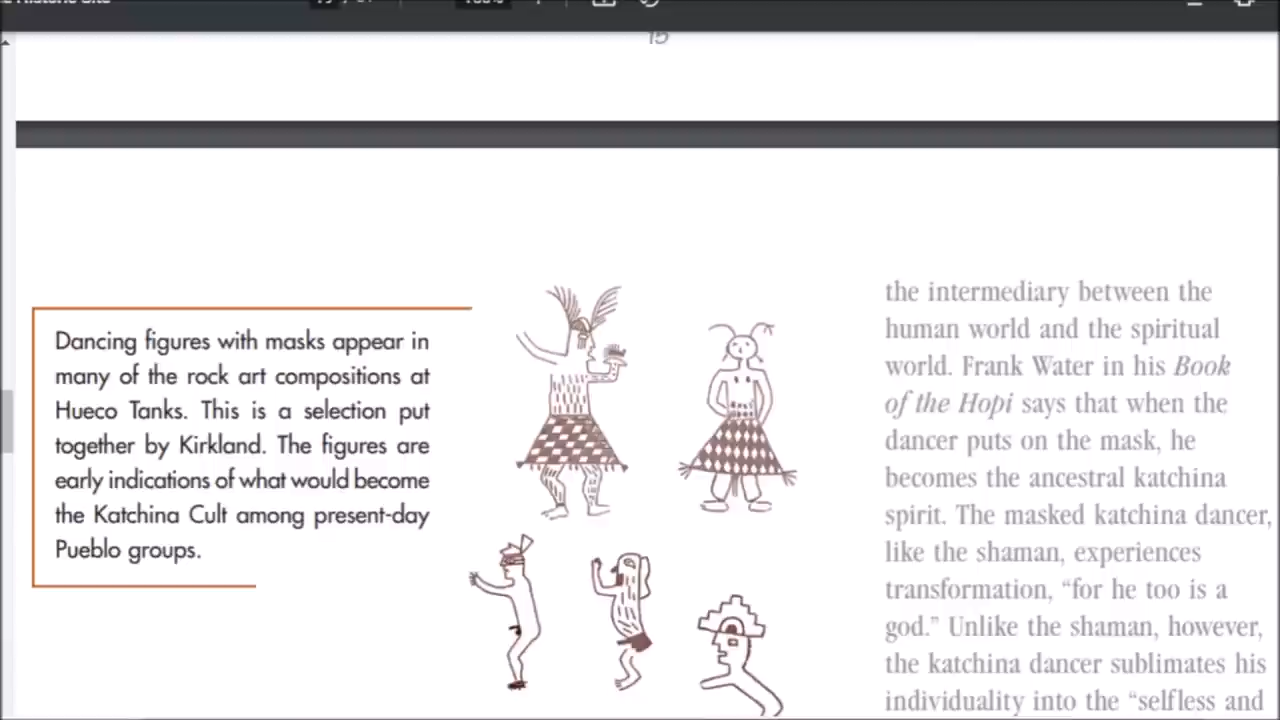 15
Dancing figures with masks appear in
many of the rock art compositions at
Hueco Tanks. This is a selection put
together by Kirkland. The figures are
early indications of what would become
the Katchina Cult among present-day
Pueblo groups.
the intermediary between the
human world and the spiritual
world. Frank Water in his Book
of the Hopi says that when the
dancer puts on the mask, he
becomes the ancestral katchina
spirit. The masked katchina dancer,
like the shaman, experiences
transformation, “for he too is a
god.” Unlike the shaman, however,
the katchina dancer sublimates his
individuality into the “selfless and